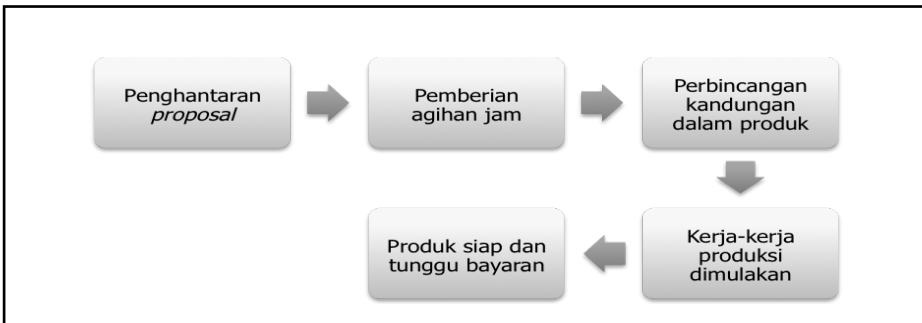 Penghantaran
proposal
Pemberian
agihan jam
Perbincangan
kandungan
dalam produk
Kerja-kerja
produksi
dimulakan
Produk siap dan
tunggu bayaran